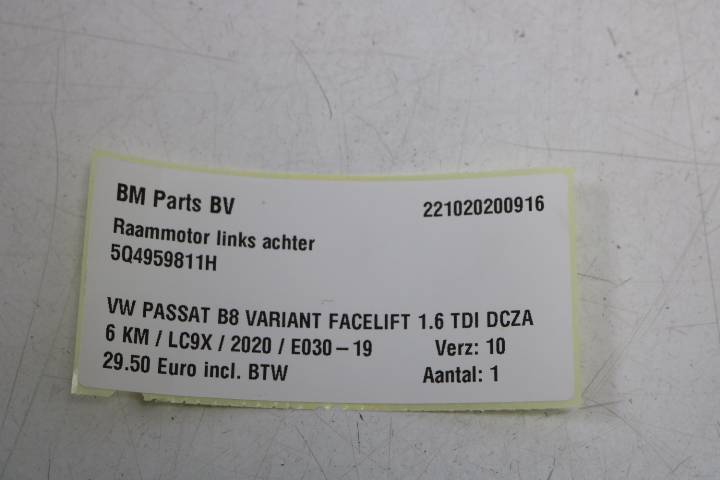 BM Parts BV 221020200916
Raammotor links achter
5Q4959811H
VW PASSAT B8 VARIANT FACELIFT 1.6 TDI DCZA
6 KM / LC9X / 2020 / E030-19 Verz: 10
29.50 Euro incl. BTW Aantal: 1